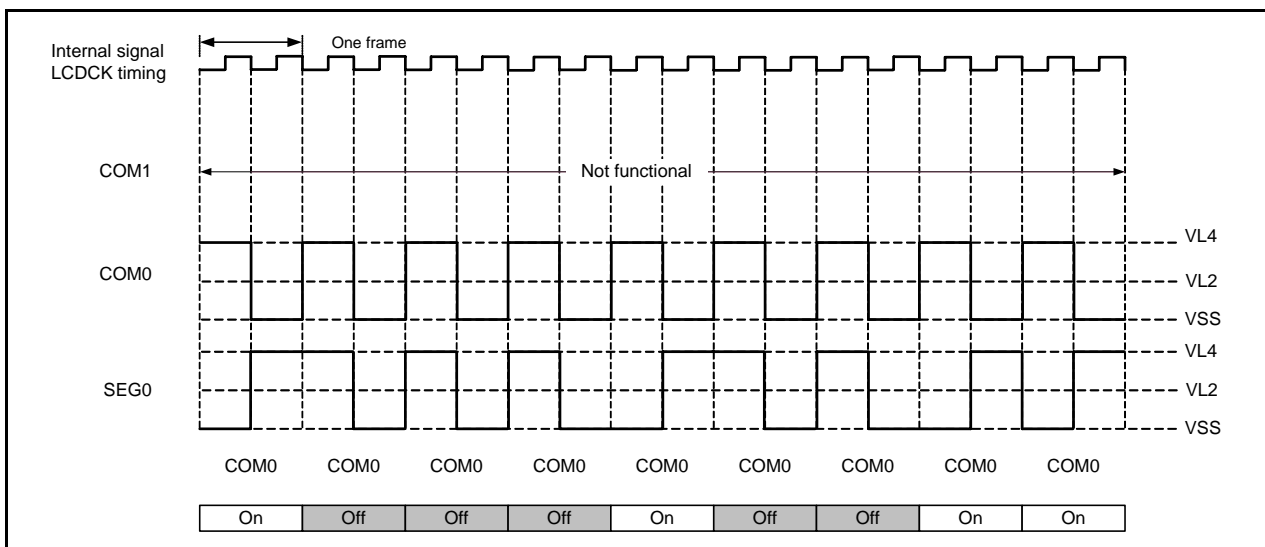 Internal signal
LCDCK timing
One frame
COM1
Not functional
COM0
VL4
VL2
VSS
SEG0
VL4
VL2
VSS
COM0 COM0 COM0 COM0 COM0 COM0 COM0 COM0 COM0
On Off Off Off On Off Off On On